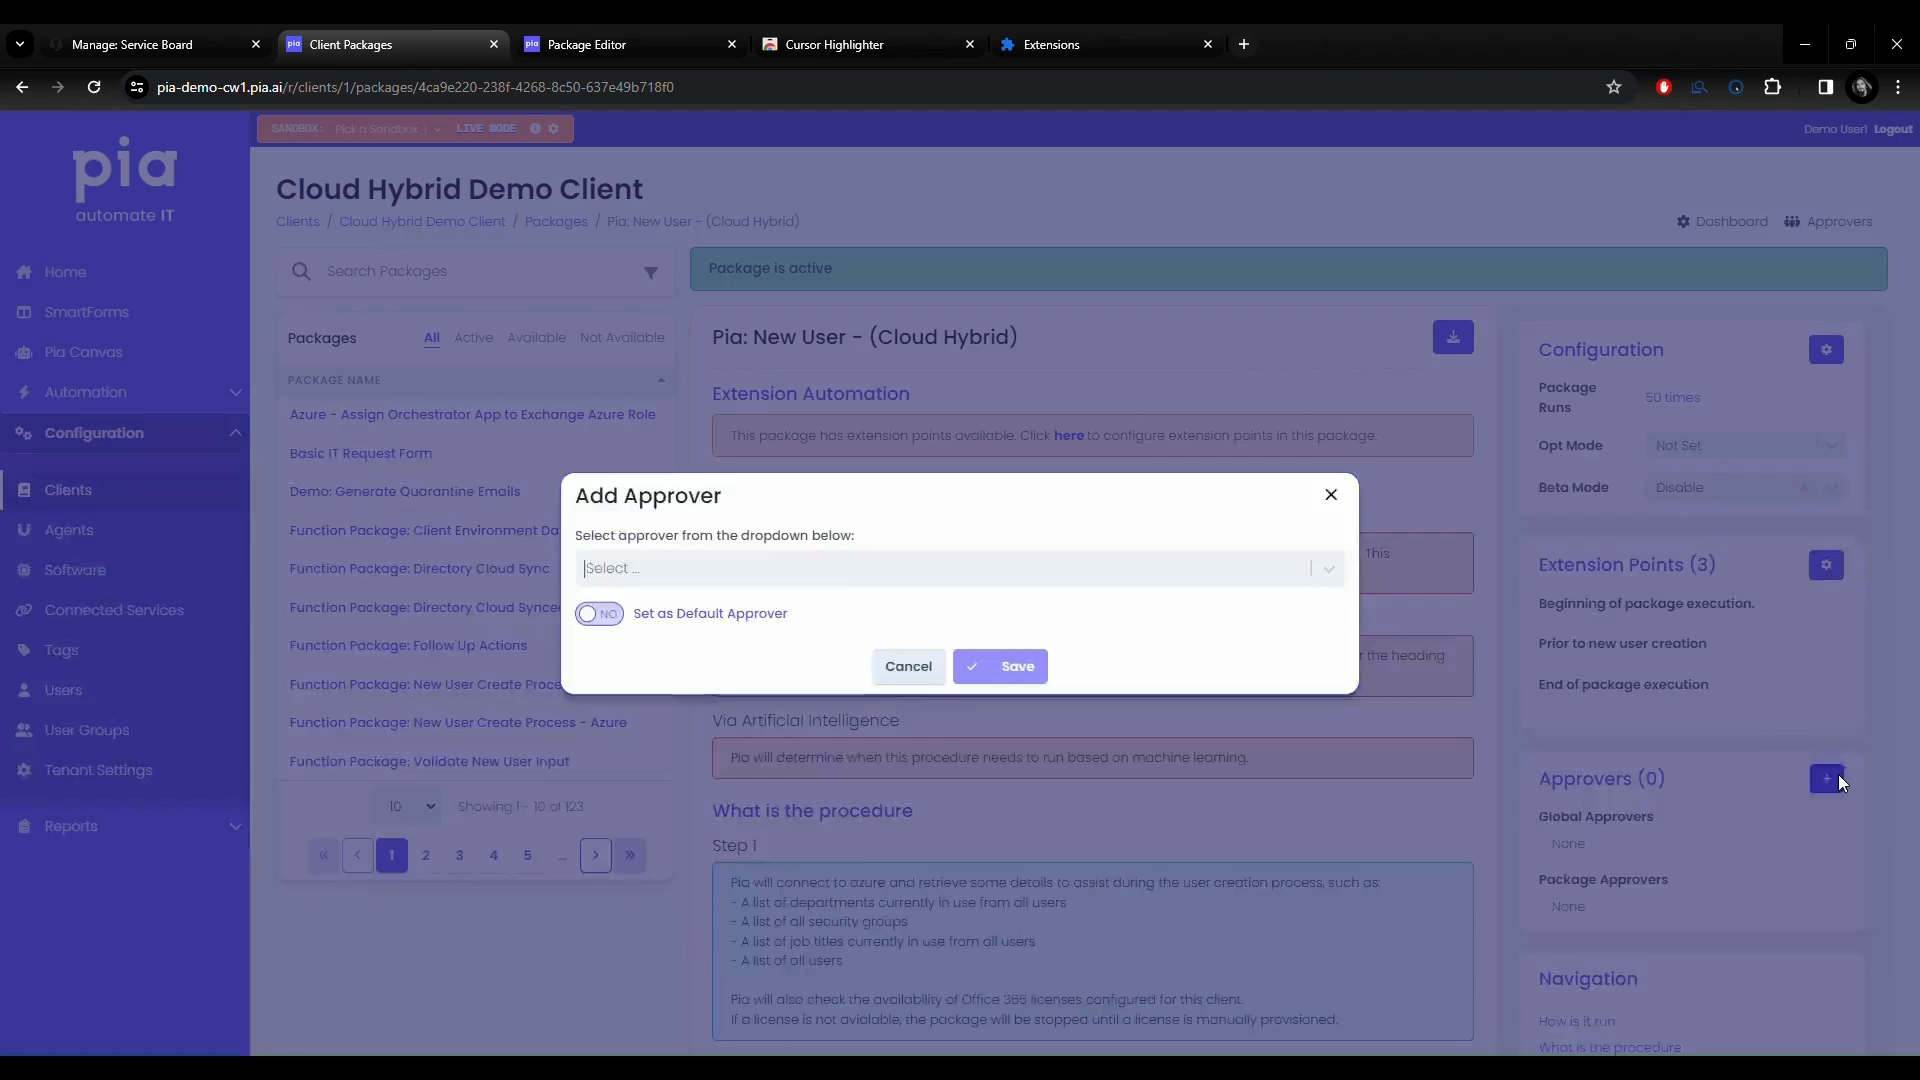 Manage: Service Board
Client Packages
Package Editor
Cursor Highlighter
Extensions
pia-demo-cw1.pia.ai/r/clients/1/packages/4ca9e220-238f-4268-8c50-637e49b718f0
SANDBOX: Pick a Sandbox LIVE MODE
Demo User1 Logout
pia
automate IT
Home
SmartForms
Pia Canvas
Automation
Configuration
Clients
Agents
Software
Connected Services
Tags
Users
User Groups
Tenant Settings
Reports
Cloud Hybrid Demo Client
Clients / Cloud Hybrid Demo Client / Packages / Pia: New User - (Cloud Hybrid)
Dashboard Approvers
Search Packages
Packages All Active Available Not Available
PACKAGE NAME
Azure - Assign Orchestrator App to Exchange Azure Role
Basic IT Request Form
Demo: Generate Quarantine Emails
Function Package: Client Environment Da
Function Package: Directory Cloud Sync
Function Package: Directory Cloud Synce
Function Package: Follow Up Actions
Function Package: New User Create Proce
Function Package: New User Create Process - Azure
Function Package: Validate New User Input
10 Showing 1 - 10 of 123
« < 1 2 3 4 5 ... > »
Package is active
Pia: New User - (Cloud Hybrid)
Extension Automation
This package has extension points available. Click here to configure extension points in this package.
Add Approver
Select approver from the dropdown below:
Select ...
NO Set as Default Approver
Cancel Save
This
r the heading
Via Artificial Intelligence
Pia will determine when this procedure needs to run based on machine learning.
What is the procedure
Step 1
Pia will connect to azure and retrieve some details to assist during the user creation process, such as:
- A list of departments currently in use from all users
- A list of all security groups
- A list of job titles currently in use from all users
- A list of all users
Pia will also check the availability of Office 365 licenses configured for this client.
If a license is not avialable, the package will be stopped until a license is manually provisioned.
Configuration
Package Runs 50 times
Opt Mode Not Set
Beta Mode Disable
Extension Points (3)
Beginning of package execution.
Prior to new user creation
End of package execution
Approvers (0)
Global Approvers
None
Package Approvers
None
Navigation
How is it run
What is the procedure